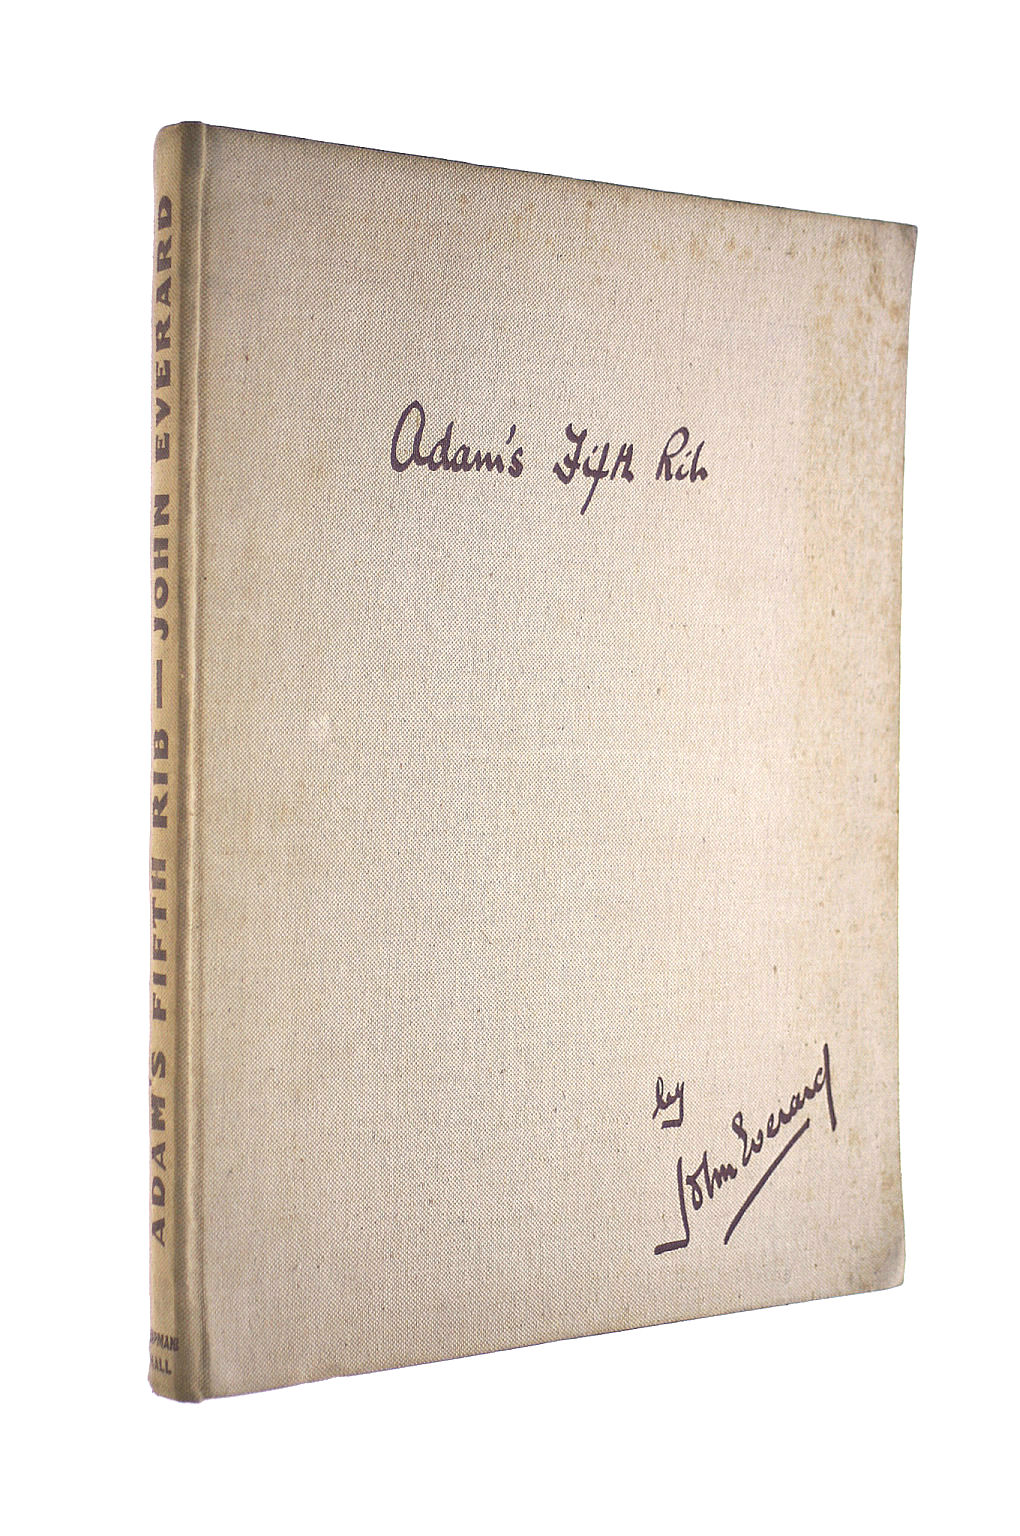 Adam's Fifth Rib
by
John Everard
ADAM'S FIFTH RIB — JOHN EVERARD
HALL